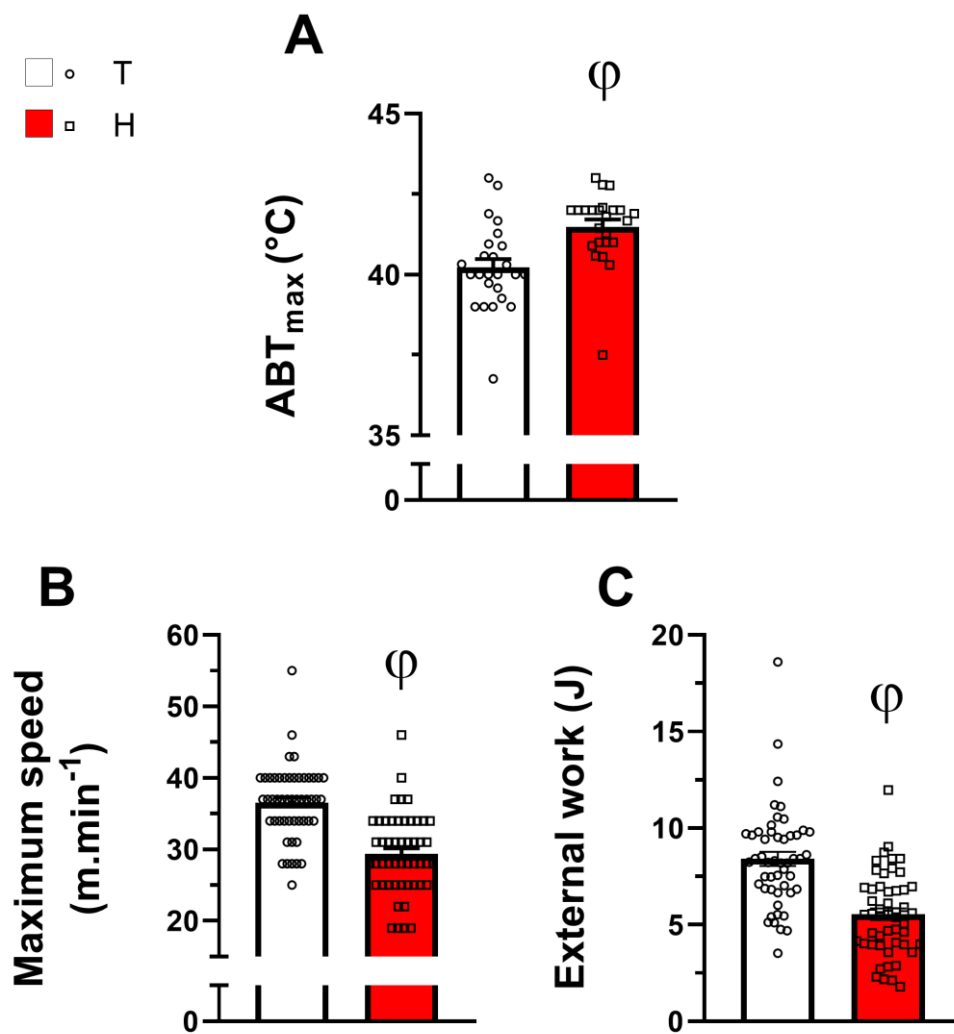 A
T
H
φ
ABTmax (°C)
45
40
35
0
B
φ
Maximum speed
(m.min-1)
60
50
40
30
20
0
C
φ
External work (J)
20
15
10
5
0